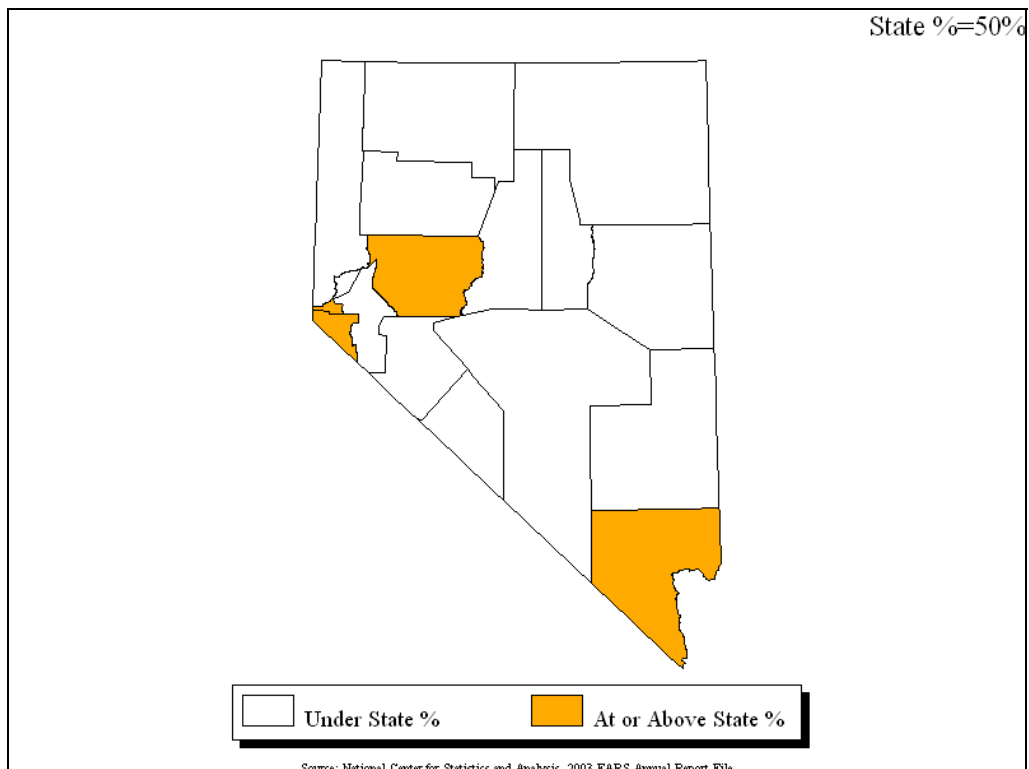 State %=50%
Under State %
At or Above State %
Source: National Center for Statistics and Analysis, 2003 FARS Annual Report File